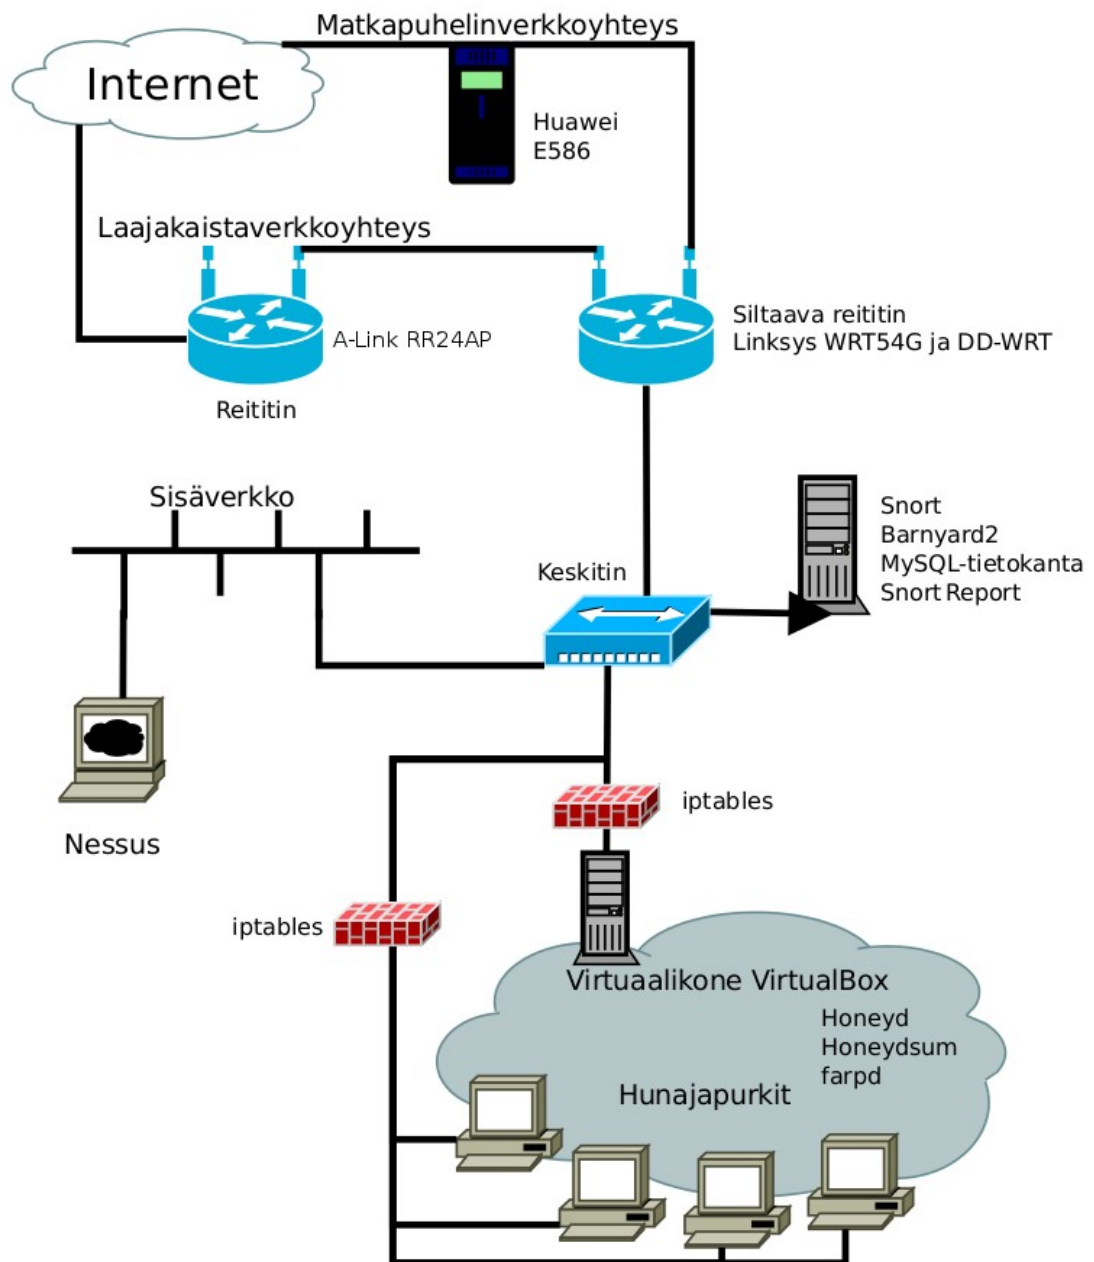 Matkapuhelinverkkoyhteys
Internet
Huawei
E586
Laajakaistaverkkoyhteys
A-Link RR24AP
Siltaava reititin
Linksys WRT54G ja DD-WRT
Reititin
Sisäverkko
Snort
Barnyard2
MySQL-tietokanta
Snort Report
Keskitin
iptables
Nessus
iptables
Virtuaalikone VirtualBox
Honeyd
Honeydsum
farpd
Hunajapurkit